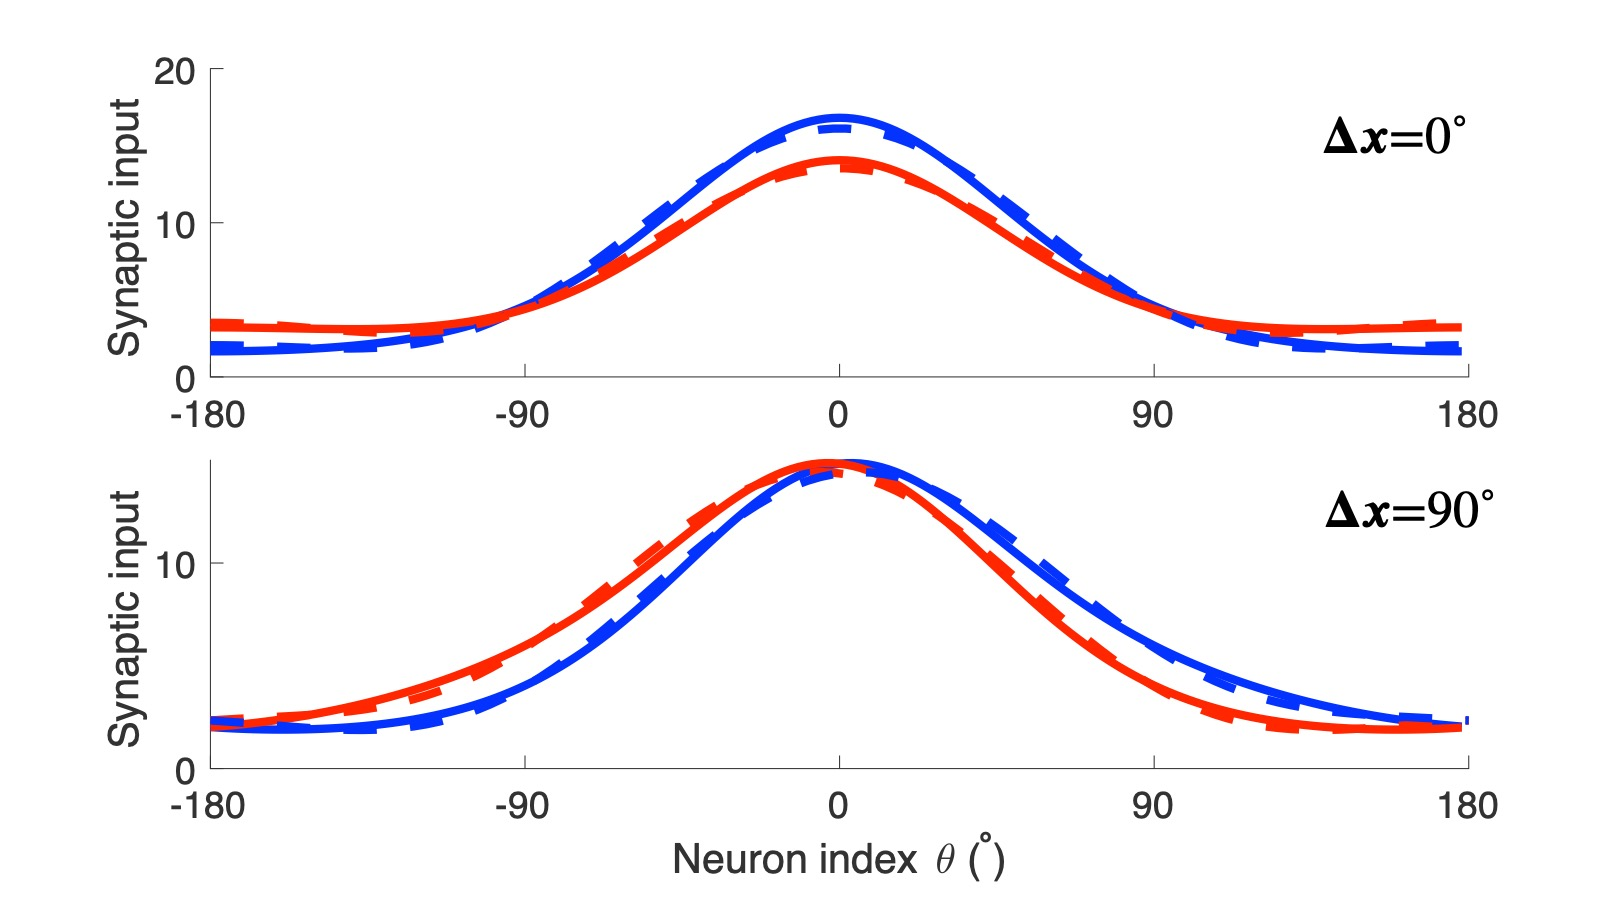 20
10
0
Synaptic input
Δx=0°
-180 -90 0 90 180
10
0
Synaptic input
Δx=90°
-180 -90 0 90 180
Neuron index θ (°)